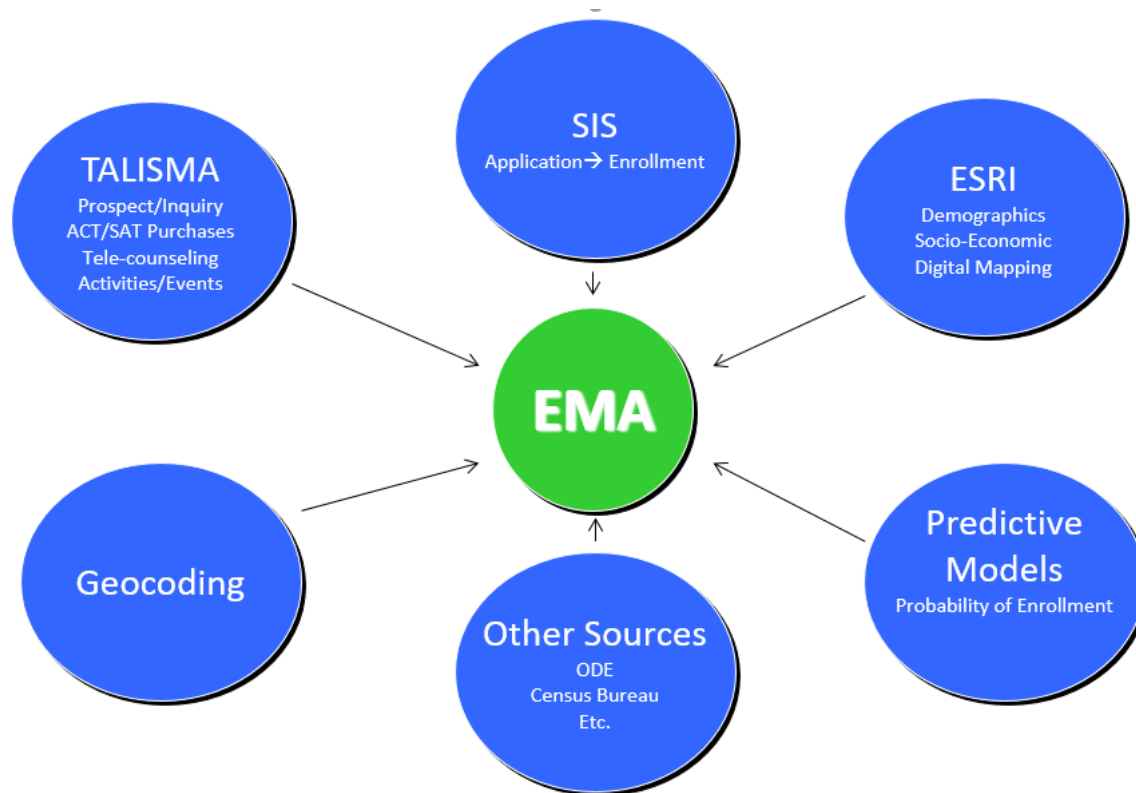 SIS
Application→ Enrollment
TALISMA
Prospect/Inquiry
ACT/SAT Purchases
Tele-counseling
Activities/Events
ESRI
Demographics
Socio-Economic
Digital Mapping
EMA
Geocoding
Predictive
Models
Probability of Enrollment
Other Sources
ODE
Census Bureau
Etc.